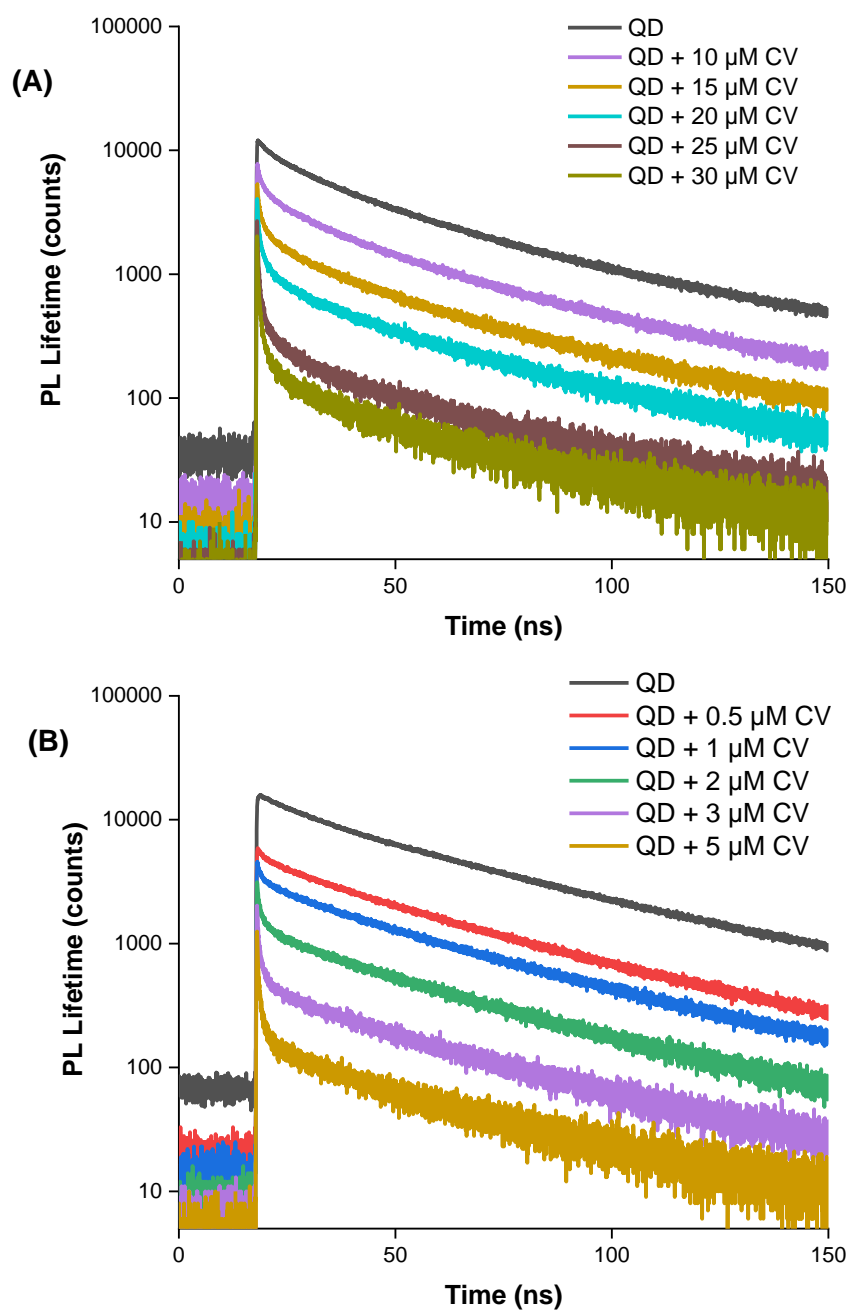 (A)
PL Lifetime (counts)
100000
10000
1000
100
10
QD
QD + 10 µM CV
QD + 15 µM CV
QD + 20 µM CV
QD + 25 µM CV
QD + 30 µM CV
0 50 100 150
Time (ns)
(B)
PL Lifetime (counts)
100000
10000
1000
100
10
QD
QD + 0.5 µM CV
QD + 1 µM CV
QD + 2 µM CV
QD + 3 µM CV
QD + 5 µM CV
0 50 100 150
Time (ns)